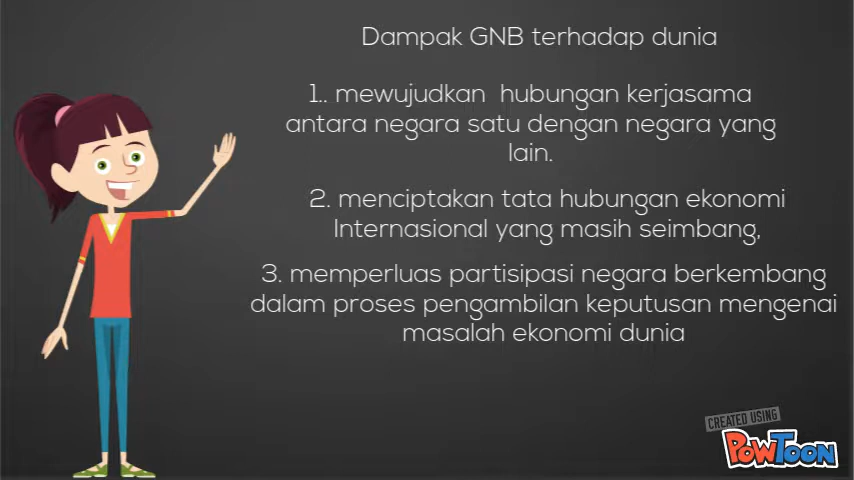 Dampak GNB terhadap dunia
1.. mewujudkan hubungan kerjasama
antara negara satu dengan negara yang
lain.
2. menciptakan tata hubungan ekonomi
Internasional yang masih seimbang,
3. memperluas partisipasi negara berkembang
dalam proses pengambilan keputusan mengenai
masalah ekonomi dunia
CREATED USING
POWTOON